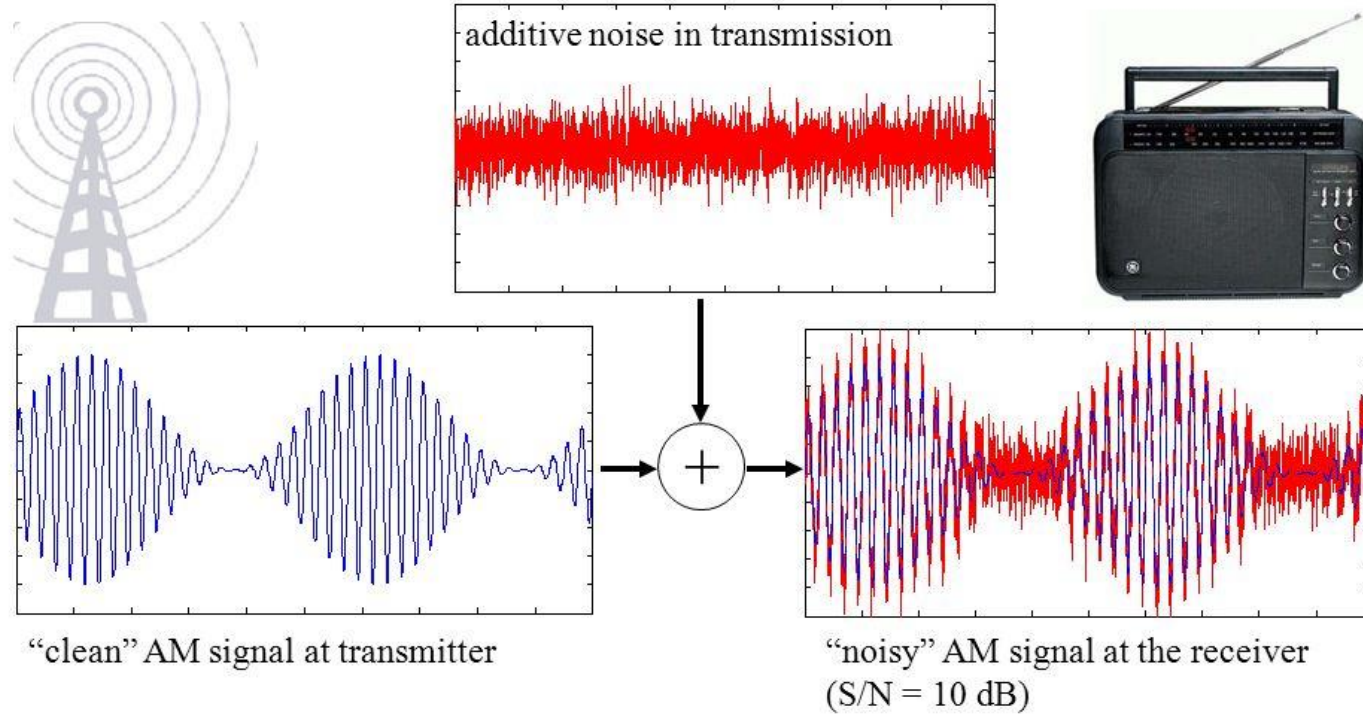 additive noise in transmission
+
“clean” AM signal at transmitter
“noisy” AM signal at the receiver
(S/N = 10 dB)